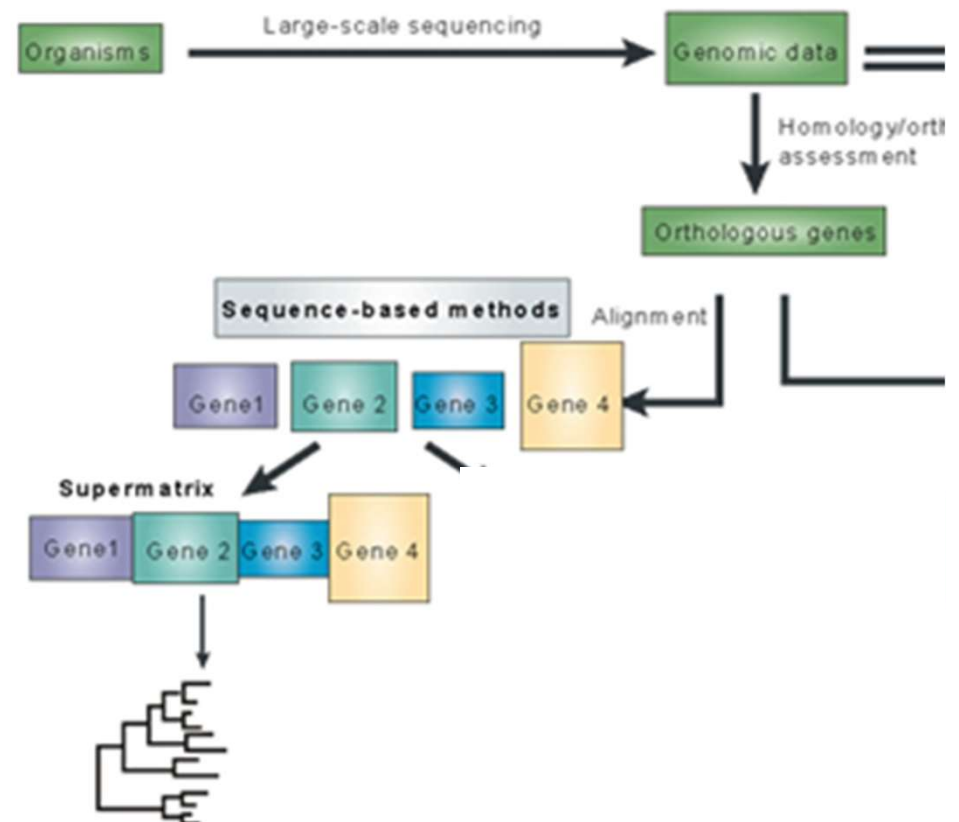 Large-scale sequencing
Organisms
Genomic data
Homology/orth
assessment
Orthologous genes
Sequence-based methods
Alignment
Gene1
Gene 2
Gene 3
Gene 4
Supermatrix
Gene1
Gene 2
Gene 3
Gene 4